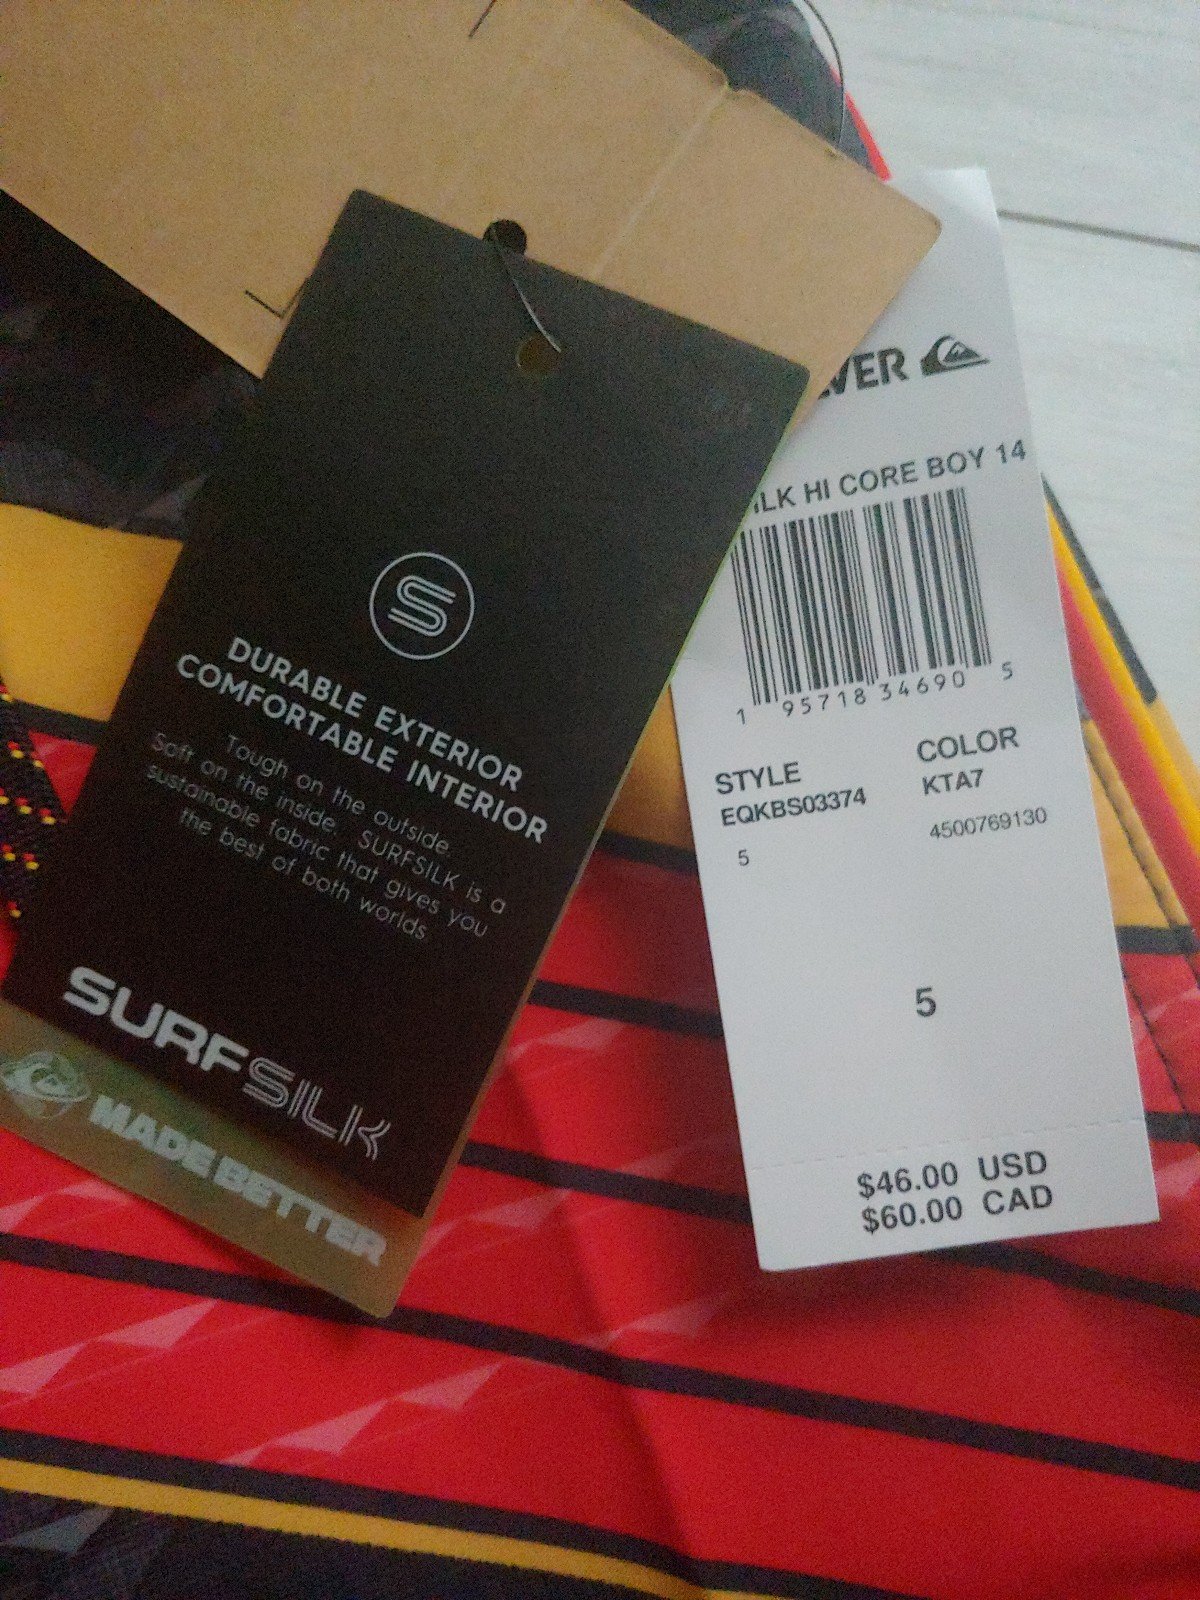 DURABLE EXTERIOR
COMFORTABLE INTERIOR
Tough on the outside.
Soft on the inside. SURFSILK is a
sustainable fabric that gives you
the best of both worlds.
SURFSILK
MADE BETTER
VER
ILK HI CORE BOY 14
1 95718 34690 5
STYLE COLOR
EQKBS03374 KTA7
5 4500769130
5
$46.00 USD
$60.00 CAD